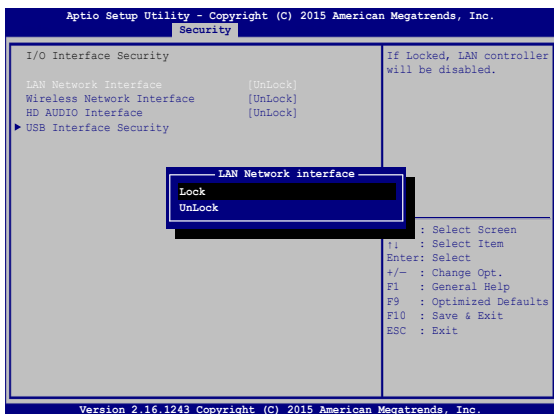 Aptio Setup Utility - Copyright (C) 2015 American Megatrends, Inc.
Security
I/O Interface Security
LAN Network Interface [UnLock]
Wireless Network Interface [UnLock]
HD AUDIO Interface [UnLock]
USB Interface Security
If Locked, LAN controller
will be disabled.
LAN Network interface
Lock
UnLock
: Select Screen
↑↓ : Select Item
Enter: Select
+/— : Change Opt.
F1 : General Help
F9 : Optimized Defaults
F10 : Save & Exit
ESC : Exit
Version 2.16.1243 Copyright (C) 2015 American Megatrends, Inc.